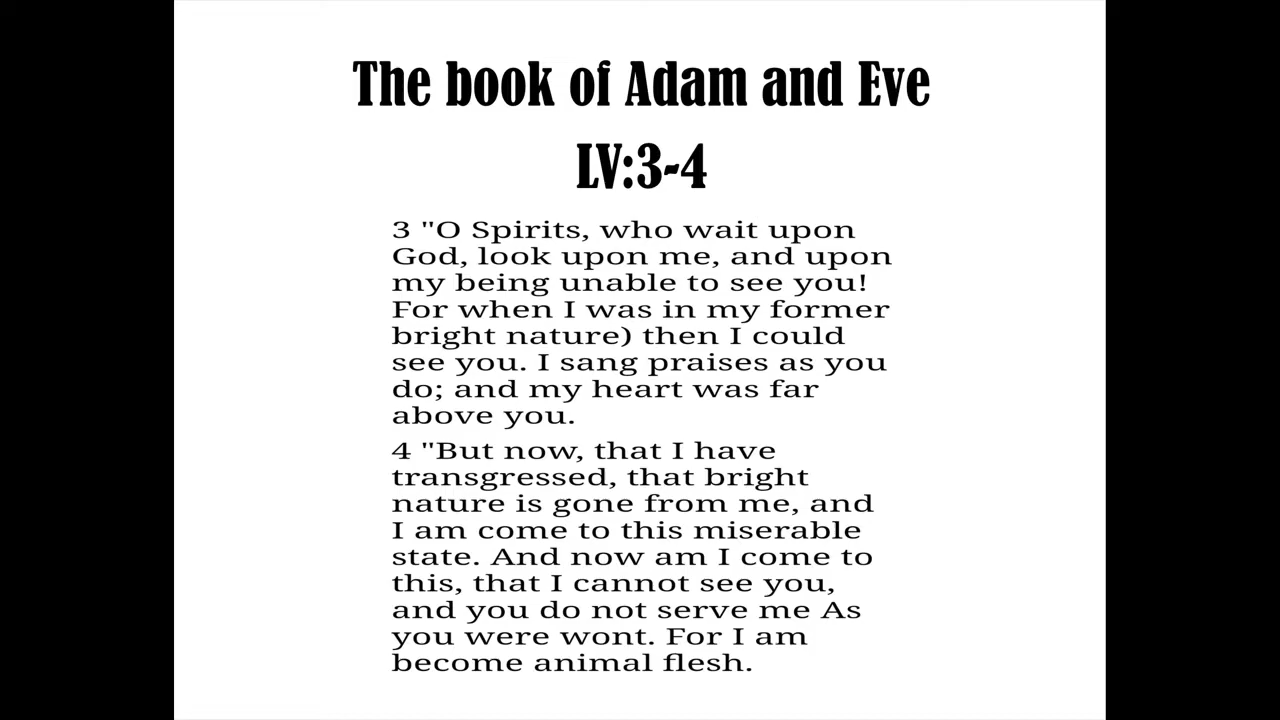 The book of Adam and Eve
LV:3-4
3 "O Spirits, who wait upon
God, look upon me, and upon
my being unable to see you!
For when I was in my former
bright nature) then I could
see you. I sang praises as you
do; and my heart was far
above you.
4 "But now, that I have
transgressed, that bright
nature is gone from me, and
I am come to this miserable
state. And now am I come to
this, that I cannot see you,
and you do not serve me As
you were wont. For I am
become animal flesh.